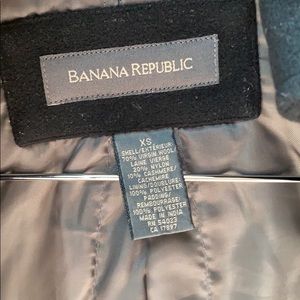 BANANA REPUBLIC
XS
SHELL/EXTÉRIEUR:
70% VIRGIN WOOL/
LAINE VIERGE
20% NYLON
10% CASHMERE/
CACHEMIRE
LINING/DOUBLURE:
100% POLYESTER
PADDING/
REMBOURRAGE:
100% POLYESTER
MADE IN INDIA
RN 54023
CA 17897